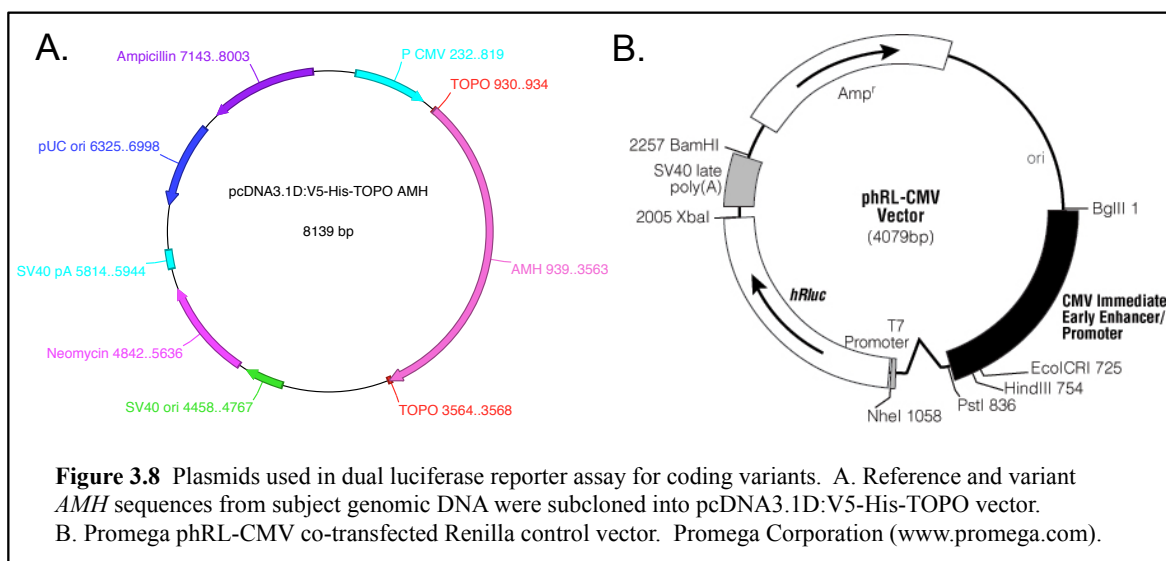 A.
Ampicillin 7143..8003
P CMV 232..819
TOPO 930..934
pUC ori 6325..6998
pcDNA3.1D:V5-His-TOPO AMH
8139 bp
SV40 pA 5814..5944
AMH 939..3563
Neomycin 4842..5636
SV40 ori 4458..4767
TOPO 3564..3568
B.
Ampr
2257 BamHI
SV40 late
poly(A)
2005 XbaI
ori
phRL-CMV
Vector
(4079bp)
BglII 1
hRluc
CMV Immediate
Early Enhancer/
Promoter
T7
Promoter
EcoICRI 725
HindIII 754
PstI 836
NheI 1058
Figure 3.8 Plasmids used in dual luciferase reporter assay for coding variants. A. Reference and variant
AMH sequences from subject genomic DNA were subcloned into pcDNA3.1D:V5-His-TOPO vector.
B. Promega phRL-CMV co-transfected Renilla control vector. Promega Corporation (www.promega.com).